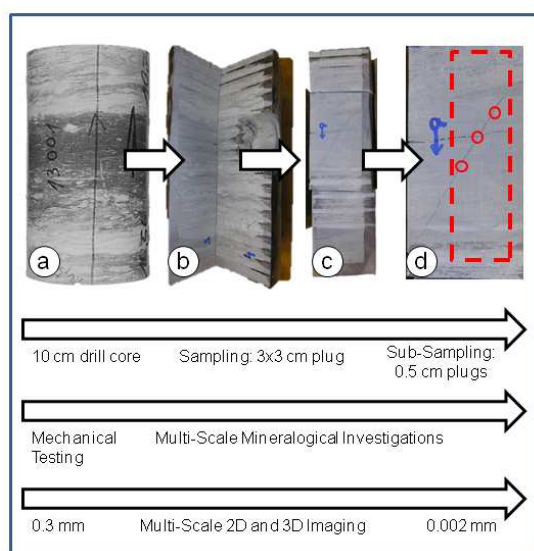 13001
a
b
c
d
10 cm drill core
Sampling: 3x3 cm plug
Sub-Sampling:
0.5 cm plugs
Mechanical
Testing
Multi-Scale Mineralogical Investigations
0.3 mm
Multi-Scale 2D and 3D Imaging
0.002 mm